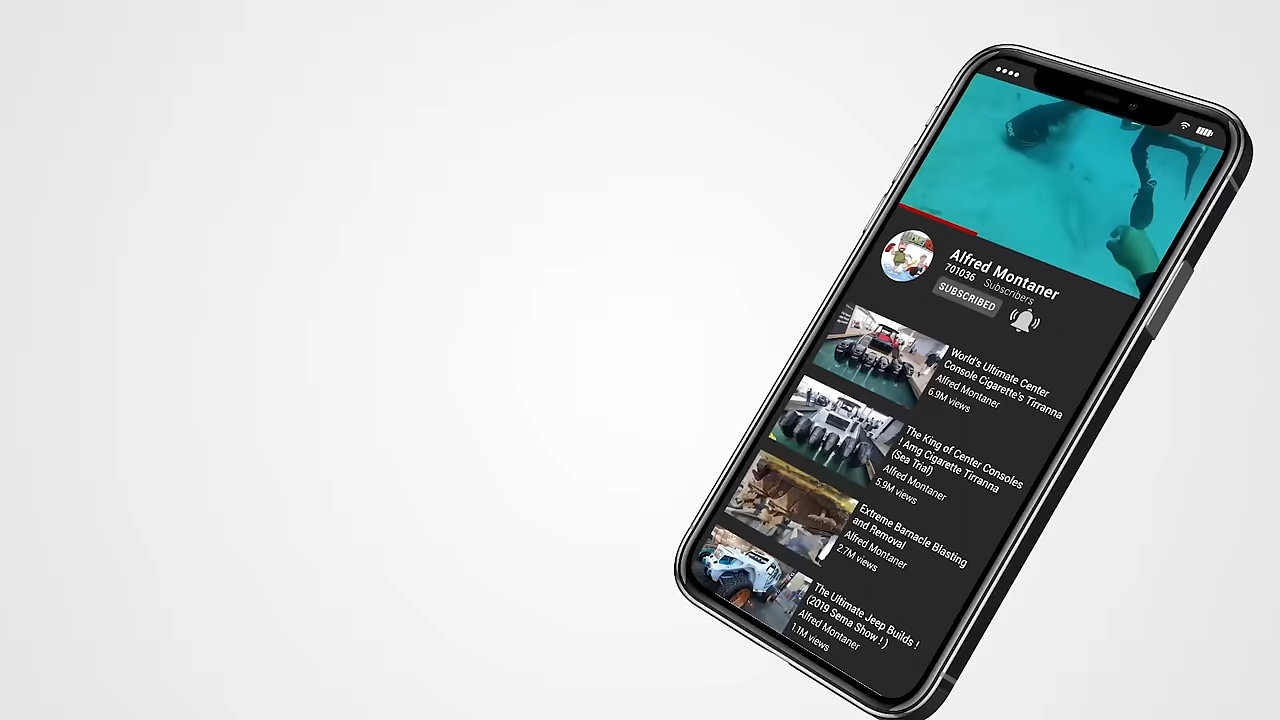 Alfred Montaner
701036 Subscribers
SUBSCRIBED
World's Ultimate Center
Console Cigarette's Tirranna
Alfred Montaner
6.9M views
The King of Center Consoles
! Amg Cigarette Tirranna
(Sea Trial)
Alfred Montaner
5.9M views
Extreme Barnacle Blasting
and Removal
Alfred Montaner
2.7M views
The Ultimate Jeep Builds !
(2019 Sema Show ! )
Alfred Montaner
1.1M views